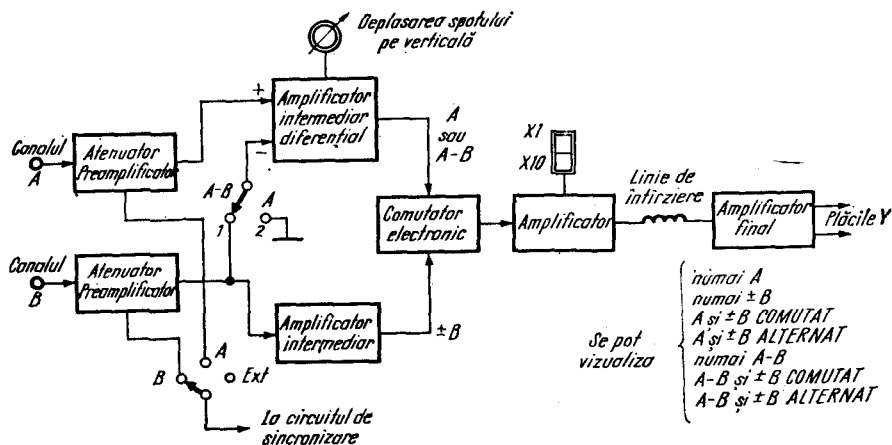 Deplasarea spotului
pe verticală
+
Amplificator
intermediar
diferențial
−
A
sau
A-B
X1
X10
Canalul
A
Atenuator
Preamplificator
A-B
A
1
2
Comutator
electronic
Amplificator
Linie de
întîrziere
Amplificator
final
Plăcile Y
Canalul
B
Atenuator
Preamplificator
Amplificator
intermediar
±B
A
B
Ext
La circuitul de
sincronizare
Se pot
vizualiza
numai A
numai ±B
A și ±B COMUTAT
A și ±B ALTERNAT
numai A-B
A-B și ±B COMUTAT
A-B și ±B ALTERNAT